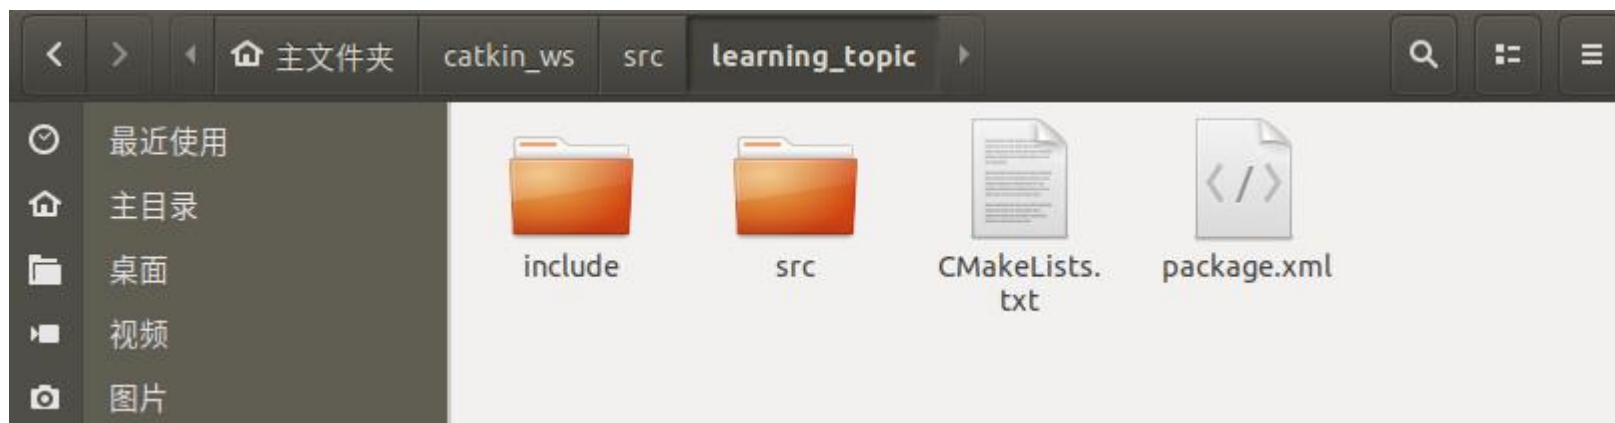 主文件夹 catkin_ws src learning_topic
最近使用
主目录
桌面
视频
图片
include src CMakeLists.
txt package.xml